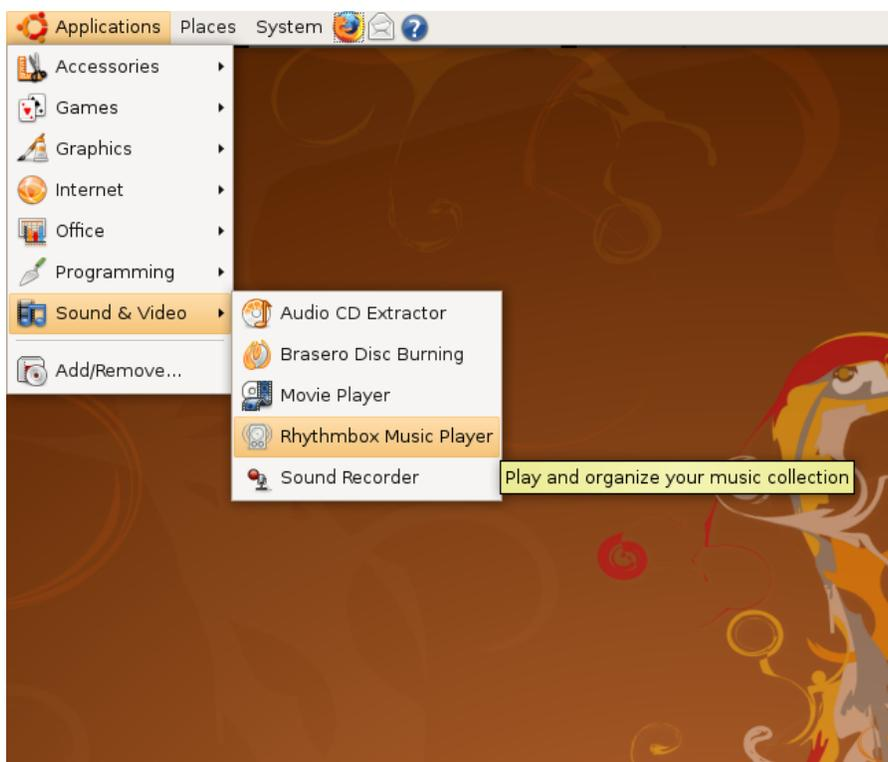 Applications Places System
Accessories
Games
Graphics
Internet
Office
Programming
Sound & Video
Add/Remove...
Audio CD Extractor
Brasero Disc Burning
Movie Player
Rhythmbox Music Player
Sound Recorder
Play and organize your music collection